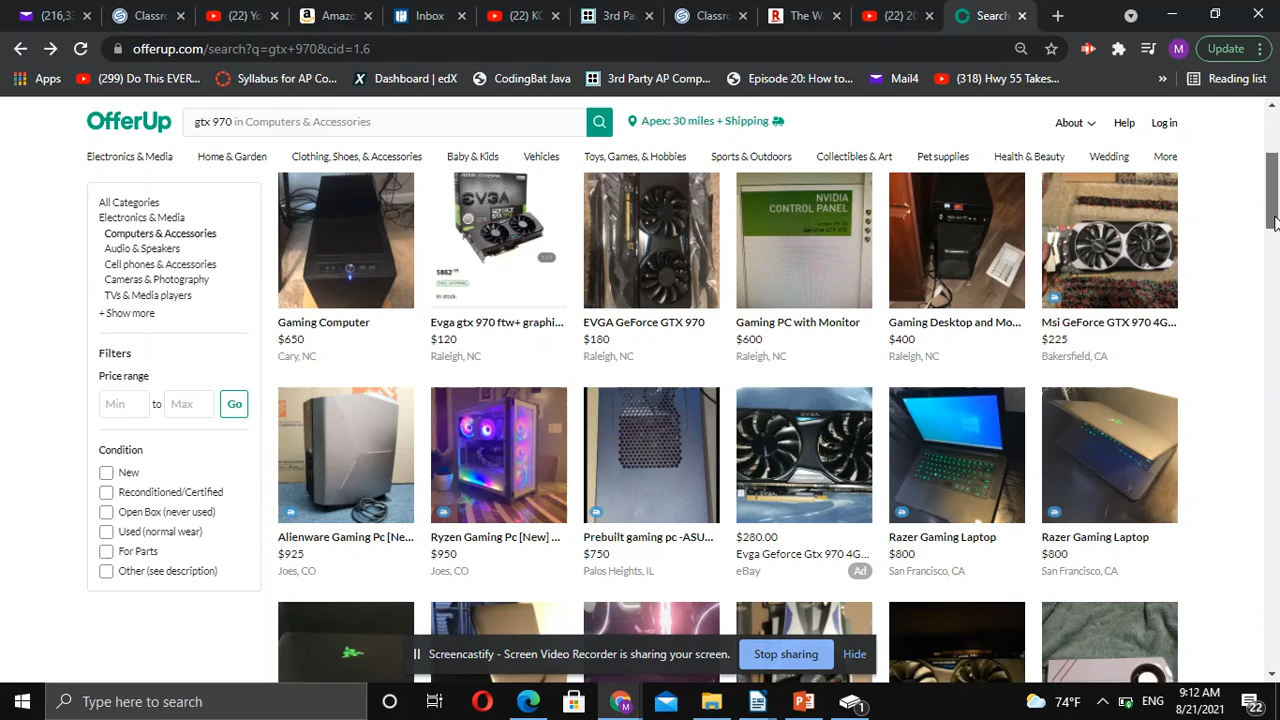 (216,33
Classro
(22) Yo
Amazo
Inbox
(22) KC
3rd Pa
Classro
The Wa
(22) 20
Search
offerup.com/search?q=gtx+970&cid=1.6
M
Update
Apps
(299) Do This EVER...
Syllabus for AP Co...
Dashboard | edX
CodingBat Java
3rd Party AP Comp...
Episode 20: How to...
Mail4
(318) Hwy 55 Takes...
»
Reading list
OfferUp
gtx 970 in Computers & Accessories
Apex: 30 miles + Shipping
About
Help
Log in
Electronics & Media
Home & Garden
Clothing, Shoes, & Accessories
Baby & Kids
Vehicles
Toys, Games, & Hobbies
Sports & Outdoors
Collectibles & Art
Pet supplies
Health & Beauty
Wedding
More
All Categories
Electronics & Media
Computers & Accessories
Audio & Speakers
Cell phones & Accessories
Cameras & Photography
TVs & Media players
+ Show more
Filters
Price range
Min to Max Go
Condition
New
Reconditioned/Certified
Open Box (never used)
Used (normal wear)
For Parts
Other (see description)
EVGA
$862
In stock.
NVIDIA
CONTROL PANEL
Gaming Computer
$650
Cary, NC
Evga gtx 970 ftw+ graphi...
$120
Raleigh, NC
EVGA GeForce GTX 970
$180
Raleigh, NC
Gaming PC with Monitor
$600
Raleigh, NC
Gaming Desktop and Mo...
$400
Raleigh, NC
Msi GeForce GTX 970 4G...
$225
Bakersfield, CA
Alienware Gaming Pc [Ne...
$925
Joes, CO
Ryzen Gaming Pc [New] ...
$950
Joes, CO
Prebuilt gaming pc -ASU...
$750
Palos Heights, IL
$280.00
Evga Geforce Gtx 970 4G...
eBay
Ad
Razer Gaming Laptop
$800
San Francisco, CA
Razer Gaming Laptop
$800
San Francisco, CA
Screencastify - Screen Video Recorder is sharing your screen.
Stop sharing
Hide
Type here to search
74°F
ENG
9:12 AM
8/21/2021
22